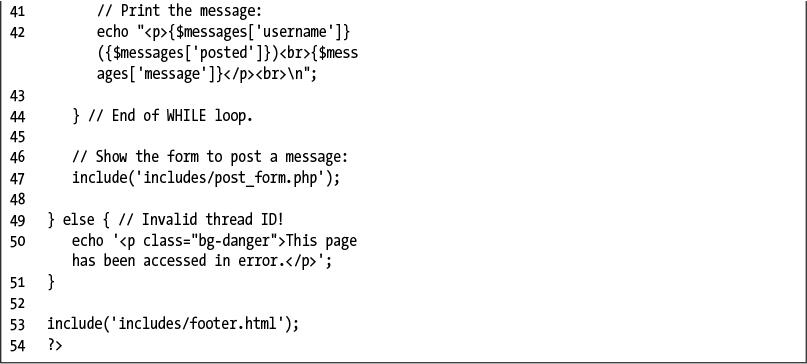 41 // Print the message:
42 echo "<p>{$messages['username']}
({$messages['posted']})<br>{$mess
ages['message']}</p><br>\n";
43
44 } // End of WHILE loop.
45
46 // Show the form to post a message:
47 include('includes/post_form.php');
48
49 } else { // Invalid thread ID!
50 echo '<p class="bg-danger">This page
has been accessed in error.</p>';
51 }
52
53 include('includes/footer.html');
54 ?>